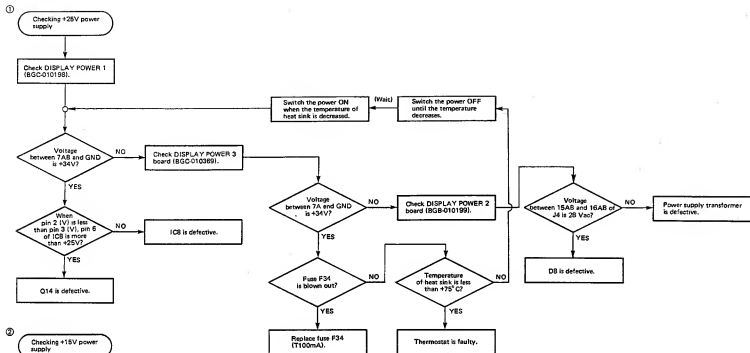 ①
Checking +25V power
supply
Check DISPLAY POWER 1
(BGC-010198).
Switch the power ON
when the temperature of
heat sink is decreased.
(Wait)
Switch the power OFF
until the temperature
decreases.
Voltage
between 7AB and GND
is +34V?
NO
YES
Check DISPLAY POWER 3
board (BGC-010369).
Voltage
between 7A and GND
is +34V?
NO
YES
Check DISPLAY POWER 2
board (BGB-010199).
Voltage
between 15AB and 16AB of
J4 is 28 Vac?
NO
YES
Power supply transformer
is defective.
When
pin 2 (V) is less
than pin 3 (V), pin 6
of IC8 is more
than +25V?
NO
YES
IC8 is defective.
D8 is defective.
Q14 is defective.
Fuse F34
is blown out?
NO
YES
Temperature
of heat sink is less
than +75°C?
NO
YES
Replace fuse F34
(T100mA).
Thermostat is faulty.
②
Checking +15V power
supply